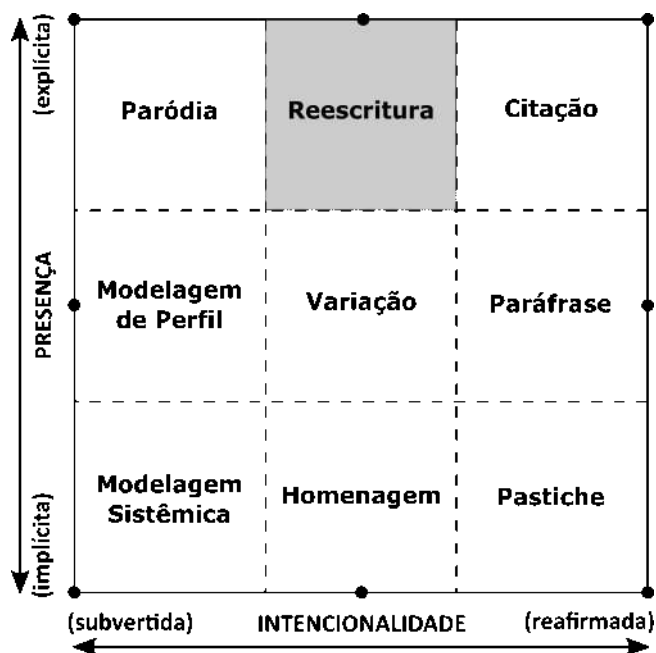 (explícita)
Paródia
Reescritura
Citação
PRESENÇA
Modelagem
de Perfil
Variação
Paráfrase
(implícita)
Modelagem
Sistêmica
Homenagem
Pastiche
(subvertida)
INTENCIONALIDADE
(reafirmada)